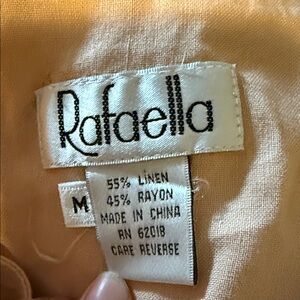 Rafaella
M
55% LINEN
45% RAYON
MADE IN CHINA
RN 62018
CARE REVERSE